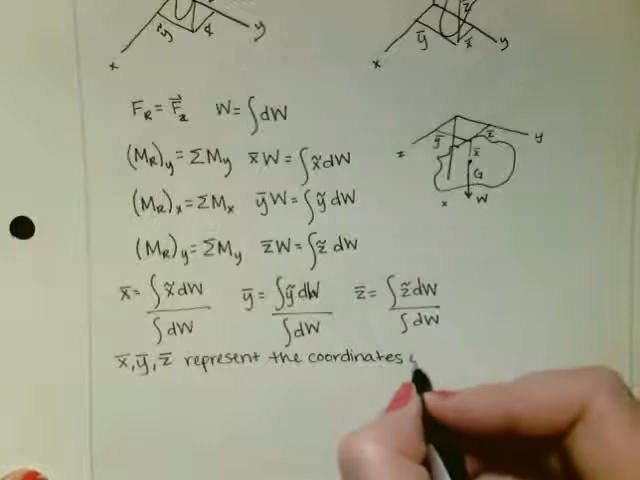 x y z̄ y
ȳ x̄ x y
F_R = F⃗_z W = ∫dW
(M_R)_y = ΣM_y x̄W = ∫x̃dW
(M_R)_x = ΣM_x ȳW = ∫ỹdW
(M_R)_y = ΣM_y z̄W = ∫z̃ dW
z ȳ z̄ y
x̄
G
x W
x̄ = ∫x̃dW / ∫dW ȳ = ∫ỹdW / ∫dW z̄ = ∫z̃dW / ∫dW
x̄,ȳ,z̄ represent the coordinates